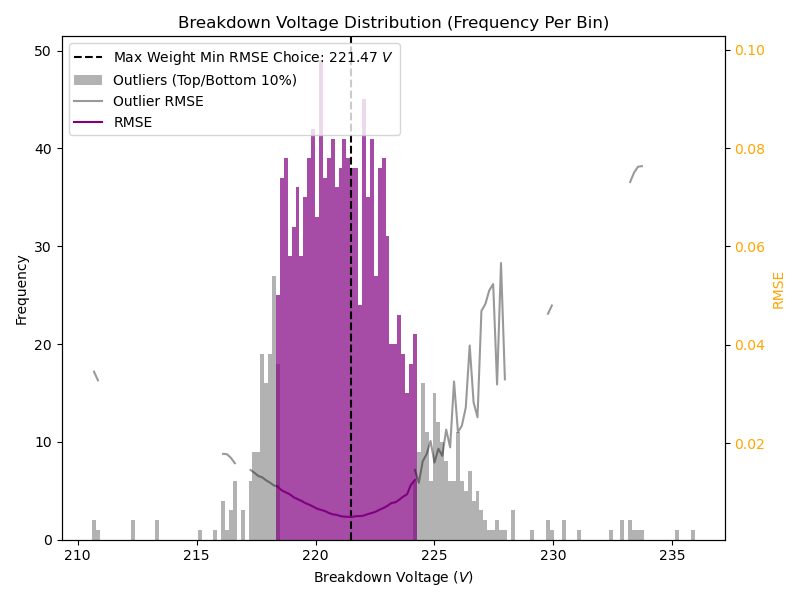 Breakdown Voltage Distribution (Frequency Per Bin)
Max Weight Min RMSE Choice: 221.47 V
Outliers (Top/Bottom 10%)
Outlier RMSE
RMSE
50
40
30
20
10
0
Frequency
0.10
0.08
0.06
0.04
0.02
RMSE
210
215
220
225
230
235
Breakdown Voltage (V)